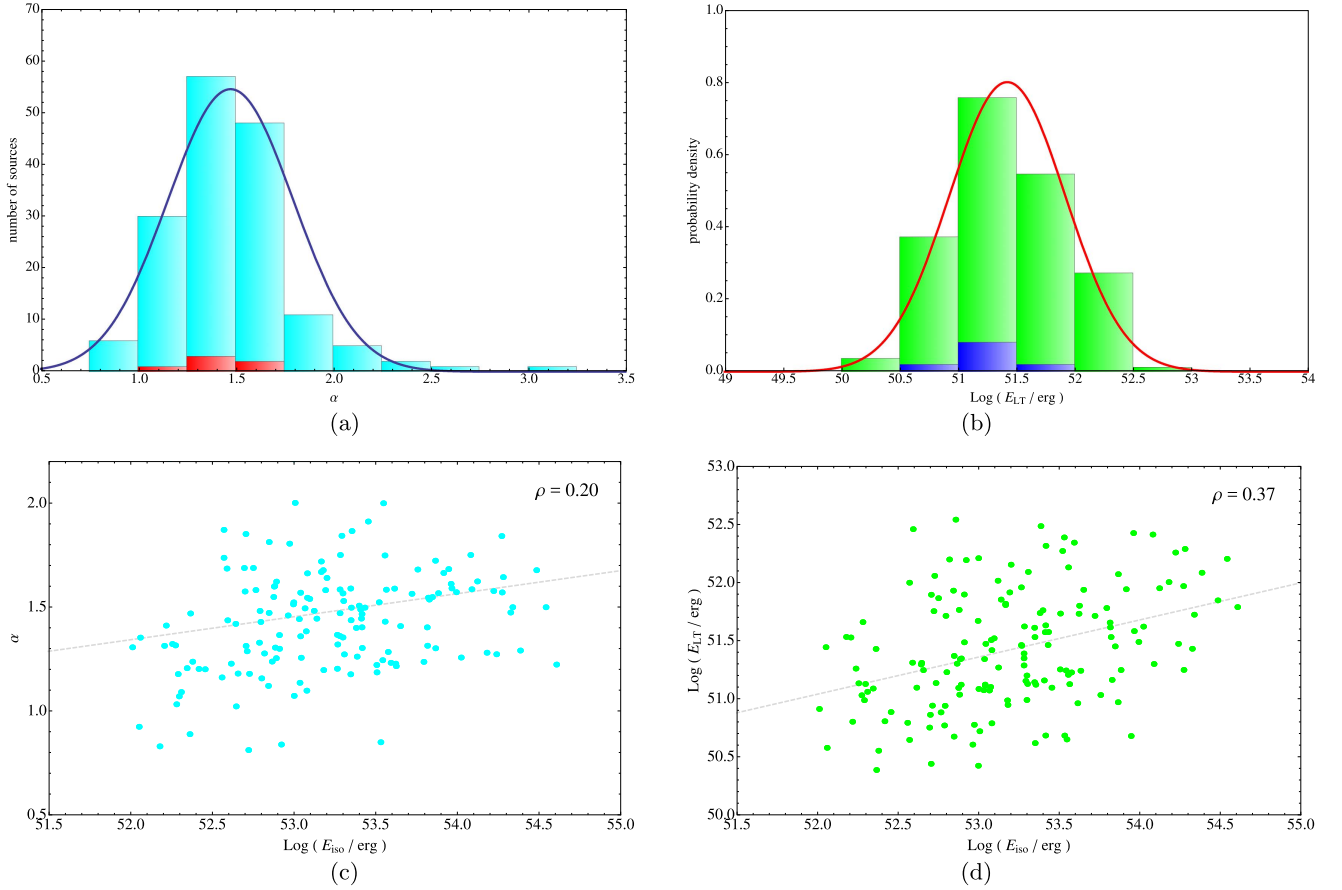 70
60
50
40
30
20
10
0
number of sources
0.5 1.0 1.5 2.0 2.5 3.0 3.5
α
(a)
1.0
0.8
0.6
0.4
0.2
0.0
probability density
49 49.5 50 50.5 51 51.5 52 52.5 53 53.5 54
Log ( E_LT / erg )
(b)
ρ = 0.20
2.0
1.5
1.0
0.5
α
51.5 52.0 52.5 53.0 53.5 54.0 54.5 55.0
Log ( E_iso / erg )
(c)
ρ = 0.37
53.0
52.5
52.0
51.5
51.0
50.5
50.0
Log ( E_LT / erg )
51.5 52.0 52.5 53.0 53.5 54.0 54.5 55.0
Log ( E_iso / erg )
(d)